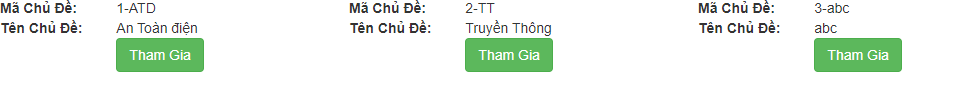 Mã Chủ Đề: 1-ATD
Tên Chủ Đề: An Toàn điện
Tham Gia
Mã Chủ Đề: 2-TT
Tên Chủ Đề: Truyền Thông
Tham Gia
Mã Chủ Đề: 3-abc
Tên Chủ Đề: abc
Tham Gia